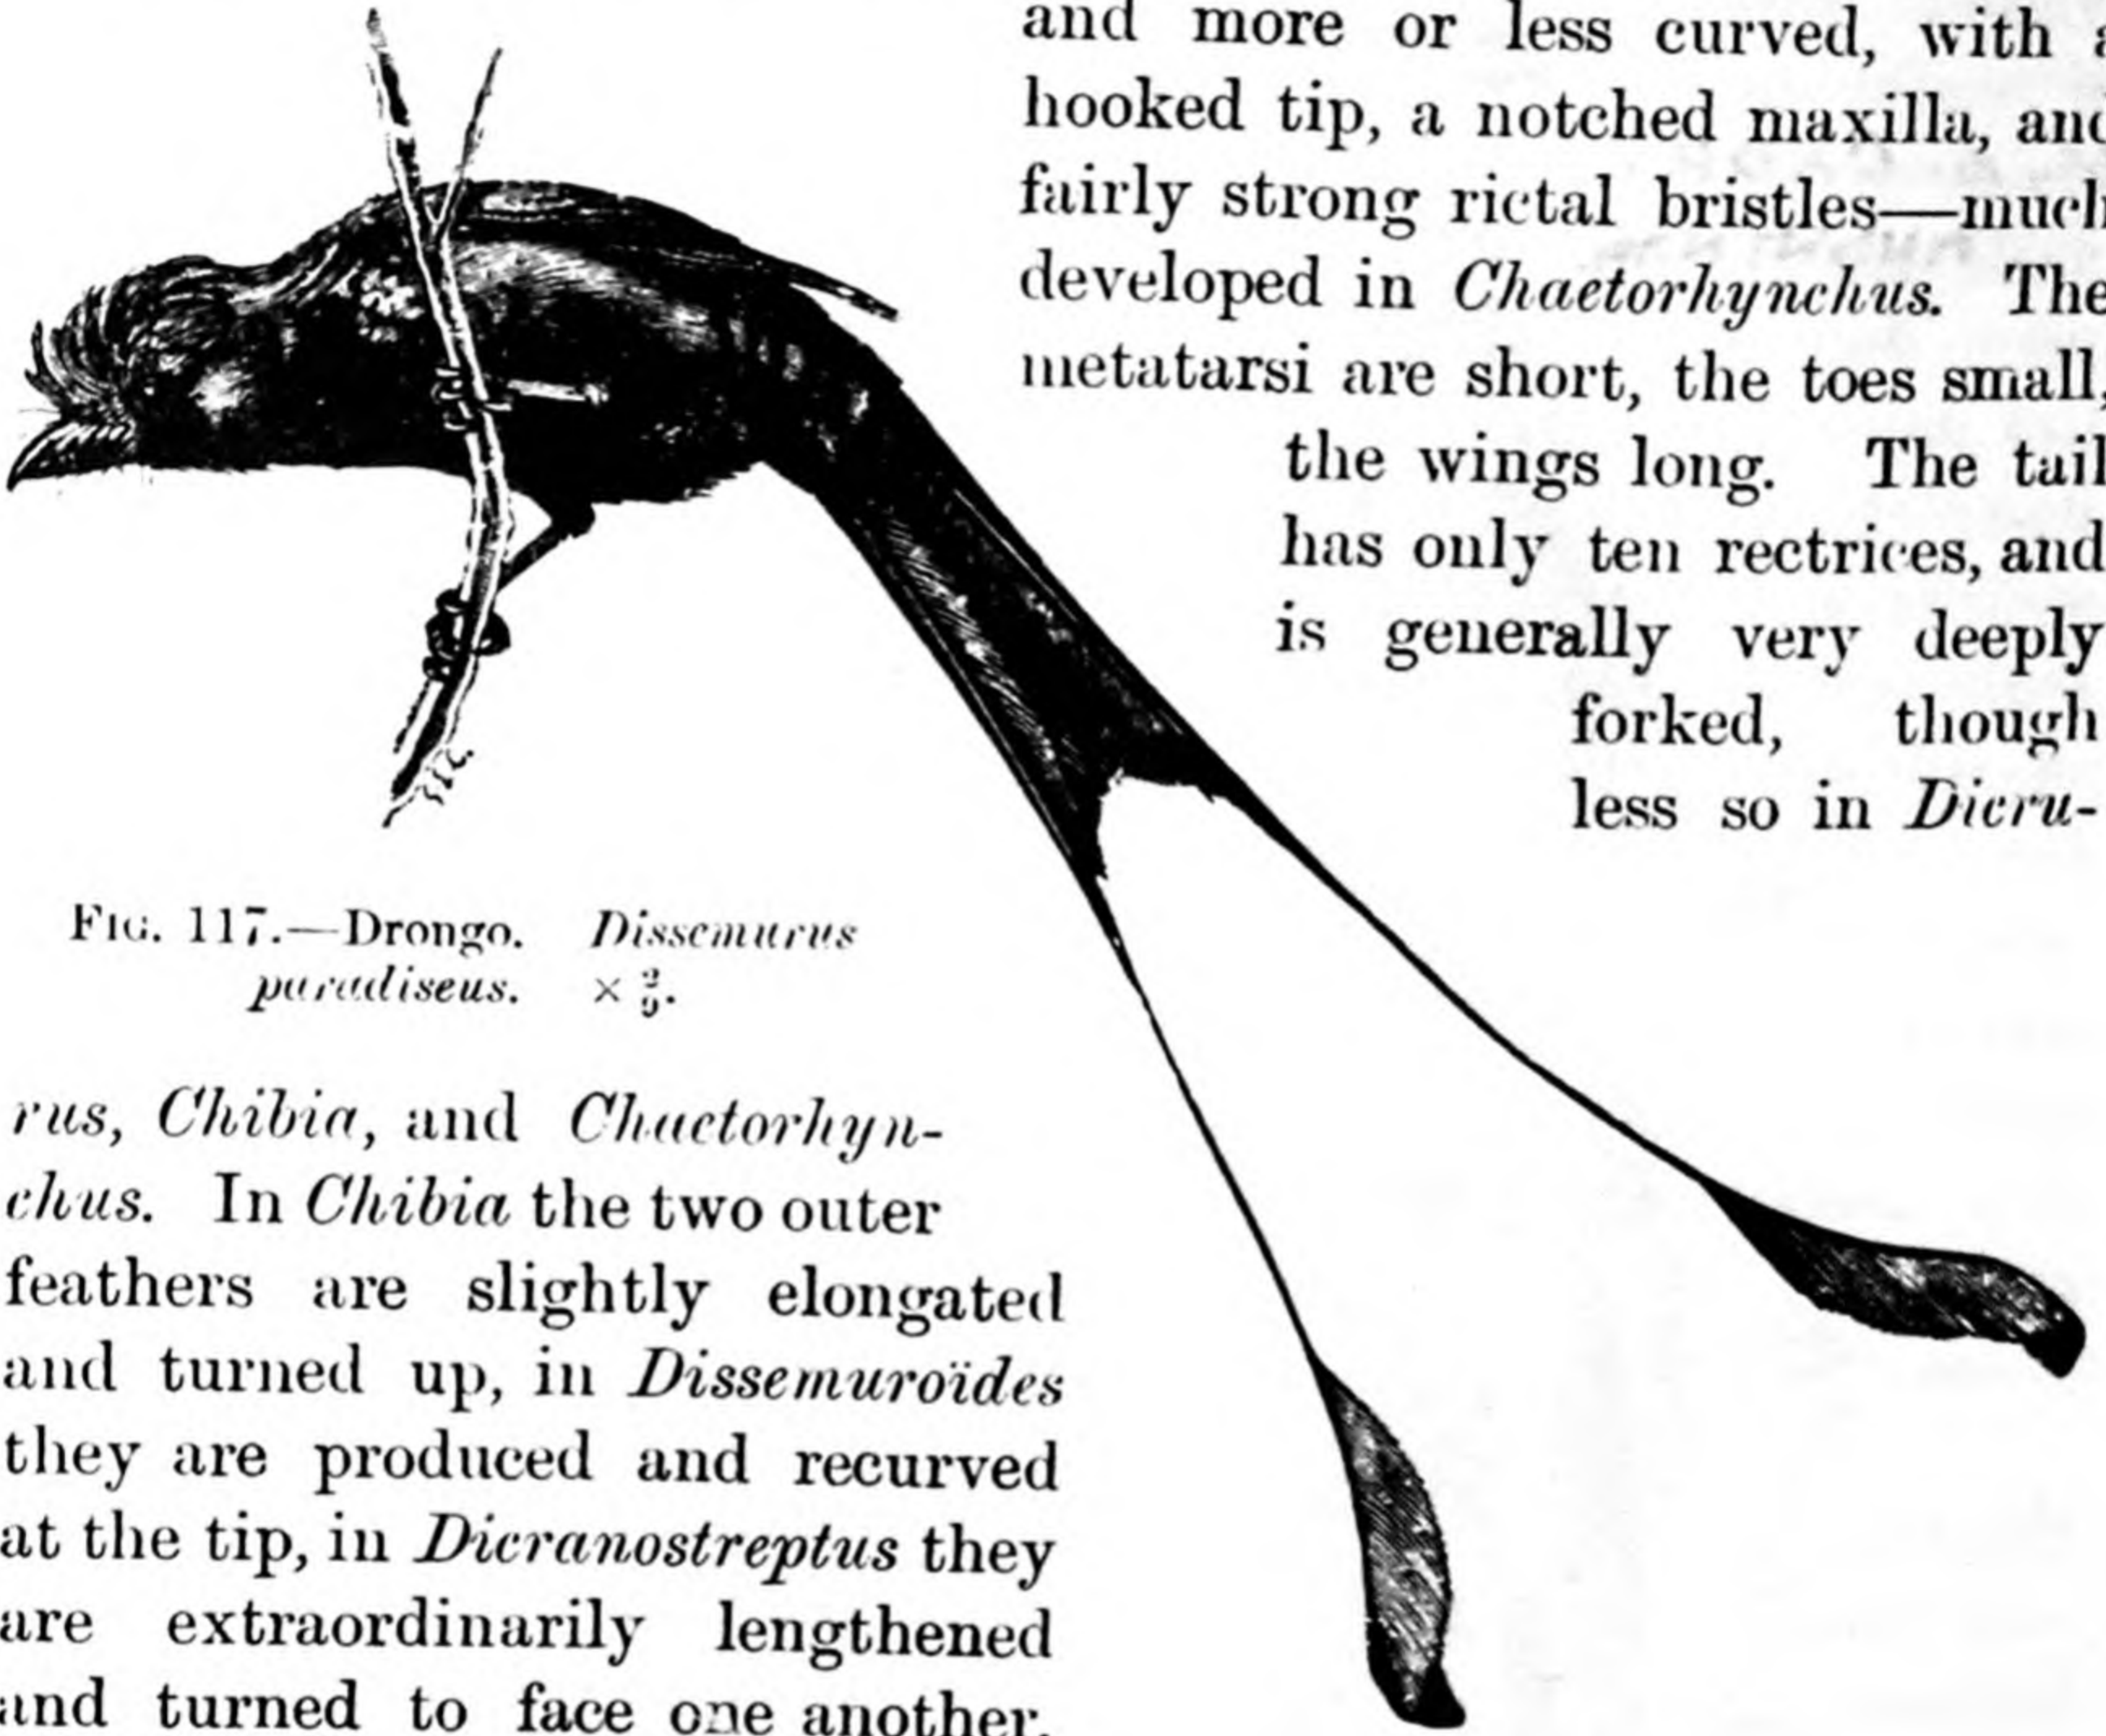 and more or less curved, with a
hooked tip, a notched maxilla, and
fairly strong rictal bristles—much
developed in Chaetorhynchus. The
metatarsi are short, the toes small,
the wings long. The tail
has only ten rectrices, and
is generally very deeply
forked, though
less so in Dicru-
FIG. 117.—Drongo. Dissemurus
paradiseus. × 2/9.
rus, Chibia, and Chaetorhyn-
chus. In Chibia the two outer
feathers are slightly elongated
and turned up, in Dissemuroïdes
they are produced and recurved
at the tip, in Dicranostreptus they
are extraordinarily lengthened
and turned to face one another.